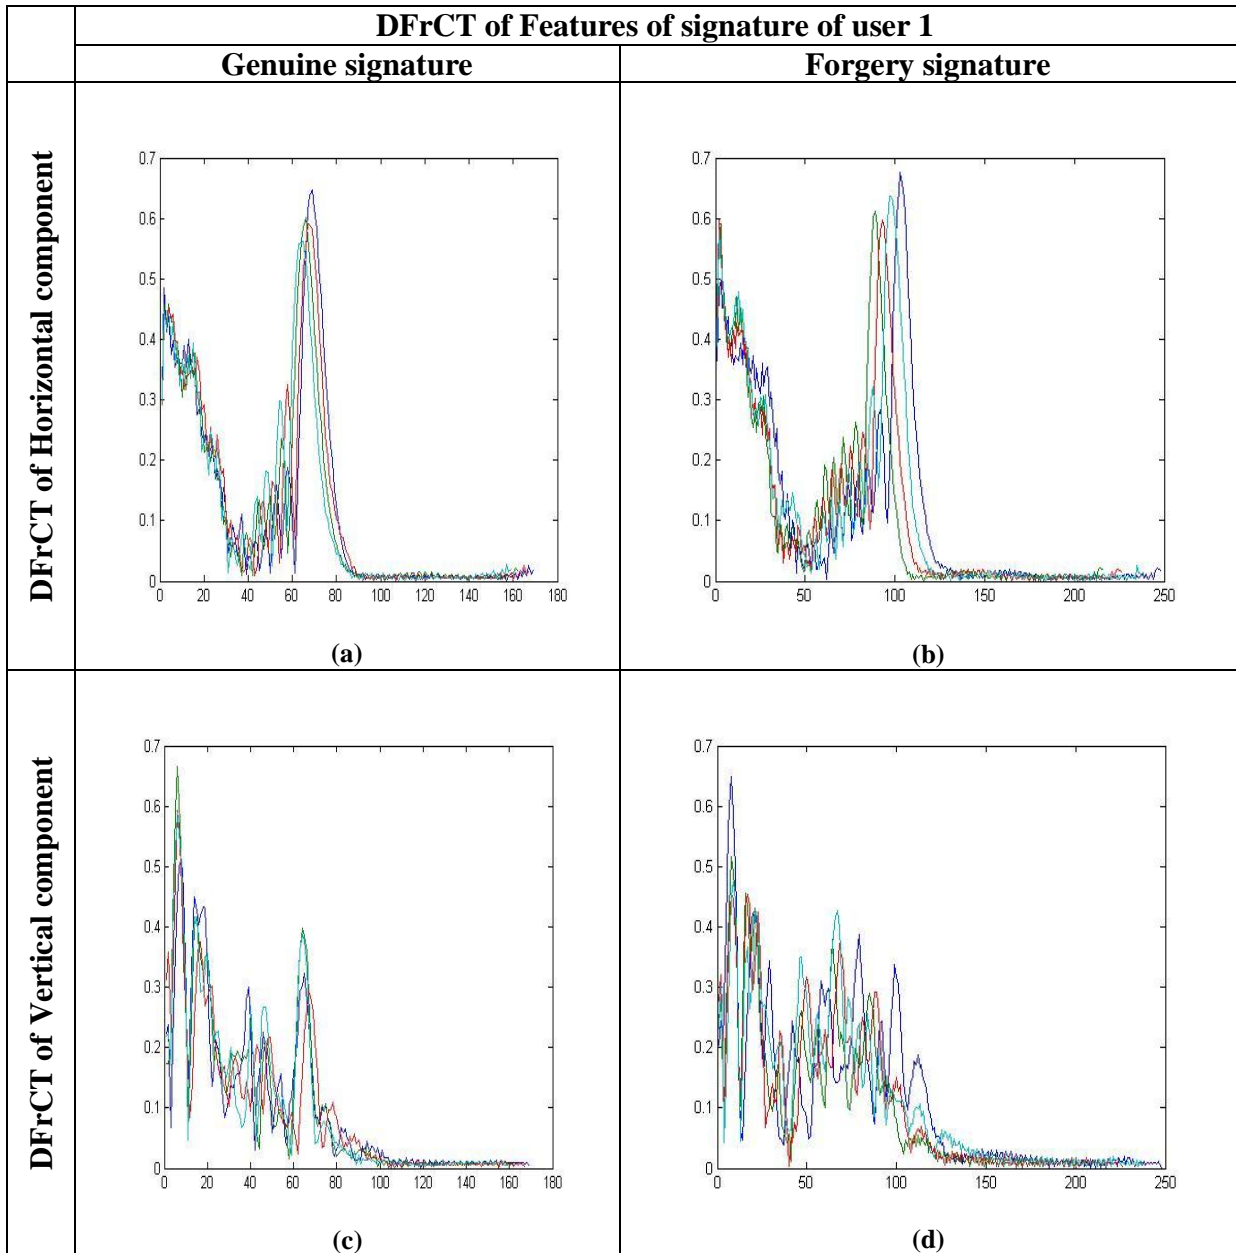 DFrCT of Features of signature of user 1
Genuine signature
Forgery signature
DFrCT of Horizontal component
0.7
0.6
0.5
0.4
0.3
0.2
0.1
0
0 20 40 60 80 100 120 140 160 180
(a)
0.7
0.6
0.5
0.4
0.3
0.2
0.1
0
0 50 100 150 200 250
(b)
DFrCT of Vertical component
0.7
0.6
0.5
0.4
0.3
0.2
0.1
0
0 20 40 60 80 100 120 140 160 180
(c)
0.7
0.6
0.5
0.4
0.3
0.2
0.1
0
0 50 100 150 200 250
(d)